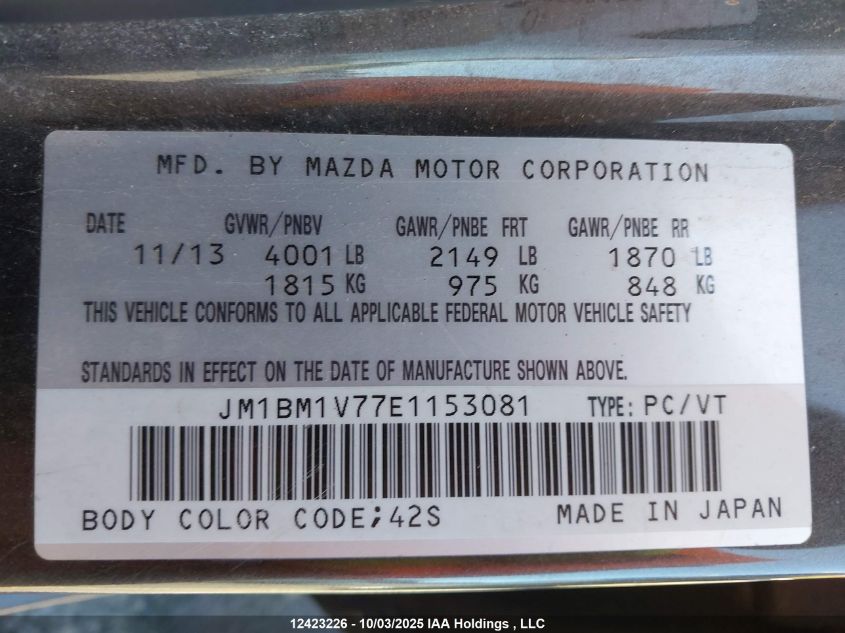 MFD. BY MAZDA MOTOR CORPORATION
DATE GVWR/PNBV GAWR/PNBE FRT GAWR/PNBE RR
11/13 4001 LB 2149 LB 1870 LB
1815 KG 975 KG 848 KG
THIS VEHICLE CONFORMS TO ALL APPLICABLE FEDERAL MOTOR VEHICLE SAFETY
STANDARDS IN EFFECT ON THE DATE OF MANUFACTURE SHOWN ABOVE.
JM1BM1V77E1153081 TYPE: PC/VT
BODY COLOR CODE;42S MADE IN JAPAN
12423226 - 10/03/2025 IAA Holdings , LLC